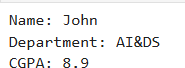 Name: John
Department: AI&DS
CGPA: 8.9